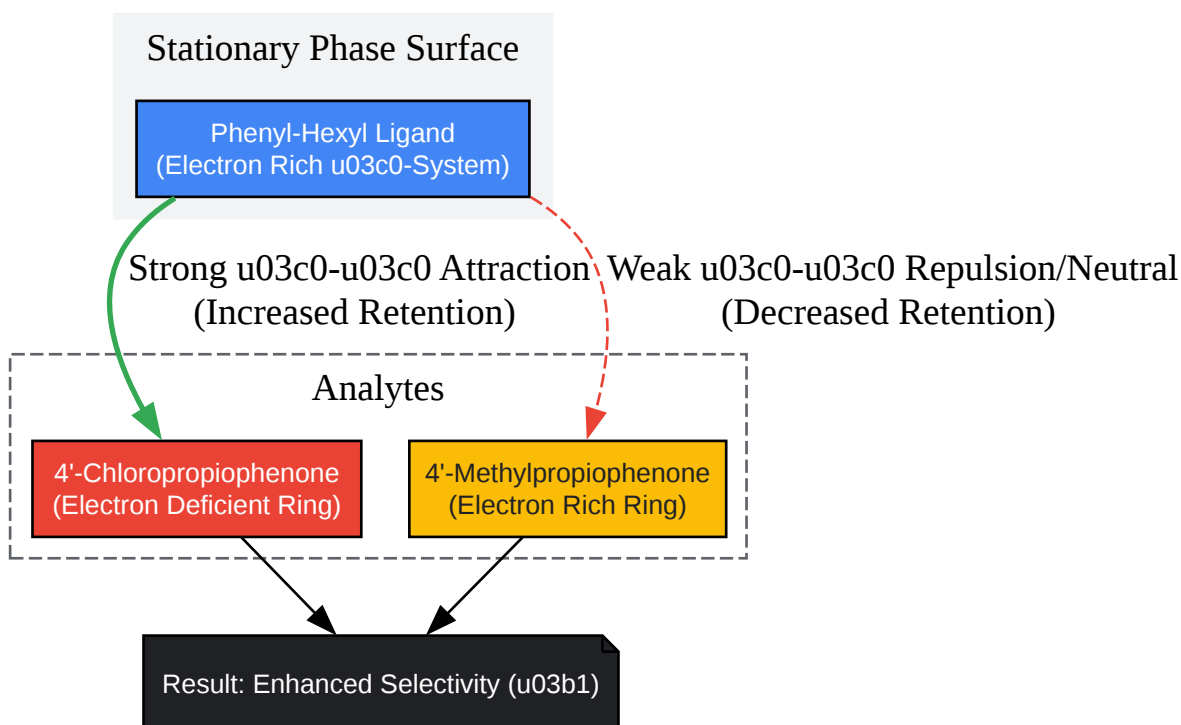 Stationary Phase Surface
Phenyl-Hexyl Ligand
(Electron Rich u03c0-System)
Strong u03c0-u03c0 Attraction
(Increased Retention)
Weak u03c0-u03c0 Repulsion/Neutral
(Decreased Retention)
Analytes
4'-Chloropropiophenone
(Electron Deficient Ring)
4'-Methylpropiophenone
(Electron Rich Ring)
Result: Enhanced Selectivity (u03b1)